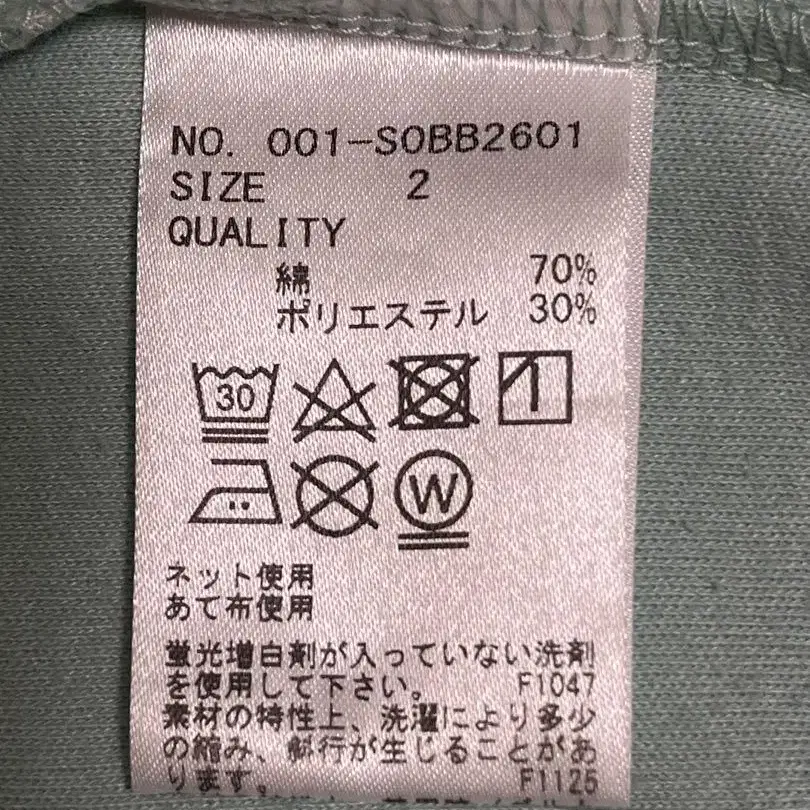 NO. 001-SOBB2601
SIZE 2
QUALITY
綿 70%
ポリエステル 30%
30
W
ネット使用
あて布使用
蛍光増白剤が入っていない洗剤
を使用して下さい。 F1047
素材の特性上、洗濯により多少
の縮み、斜行が生じることがあ
ります。 F1125